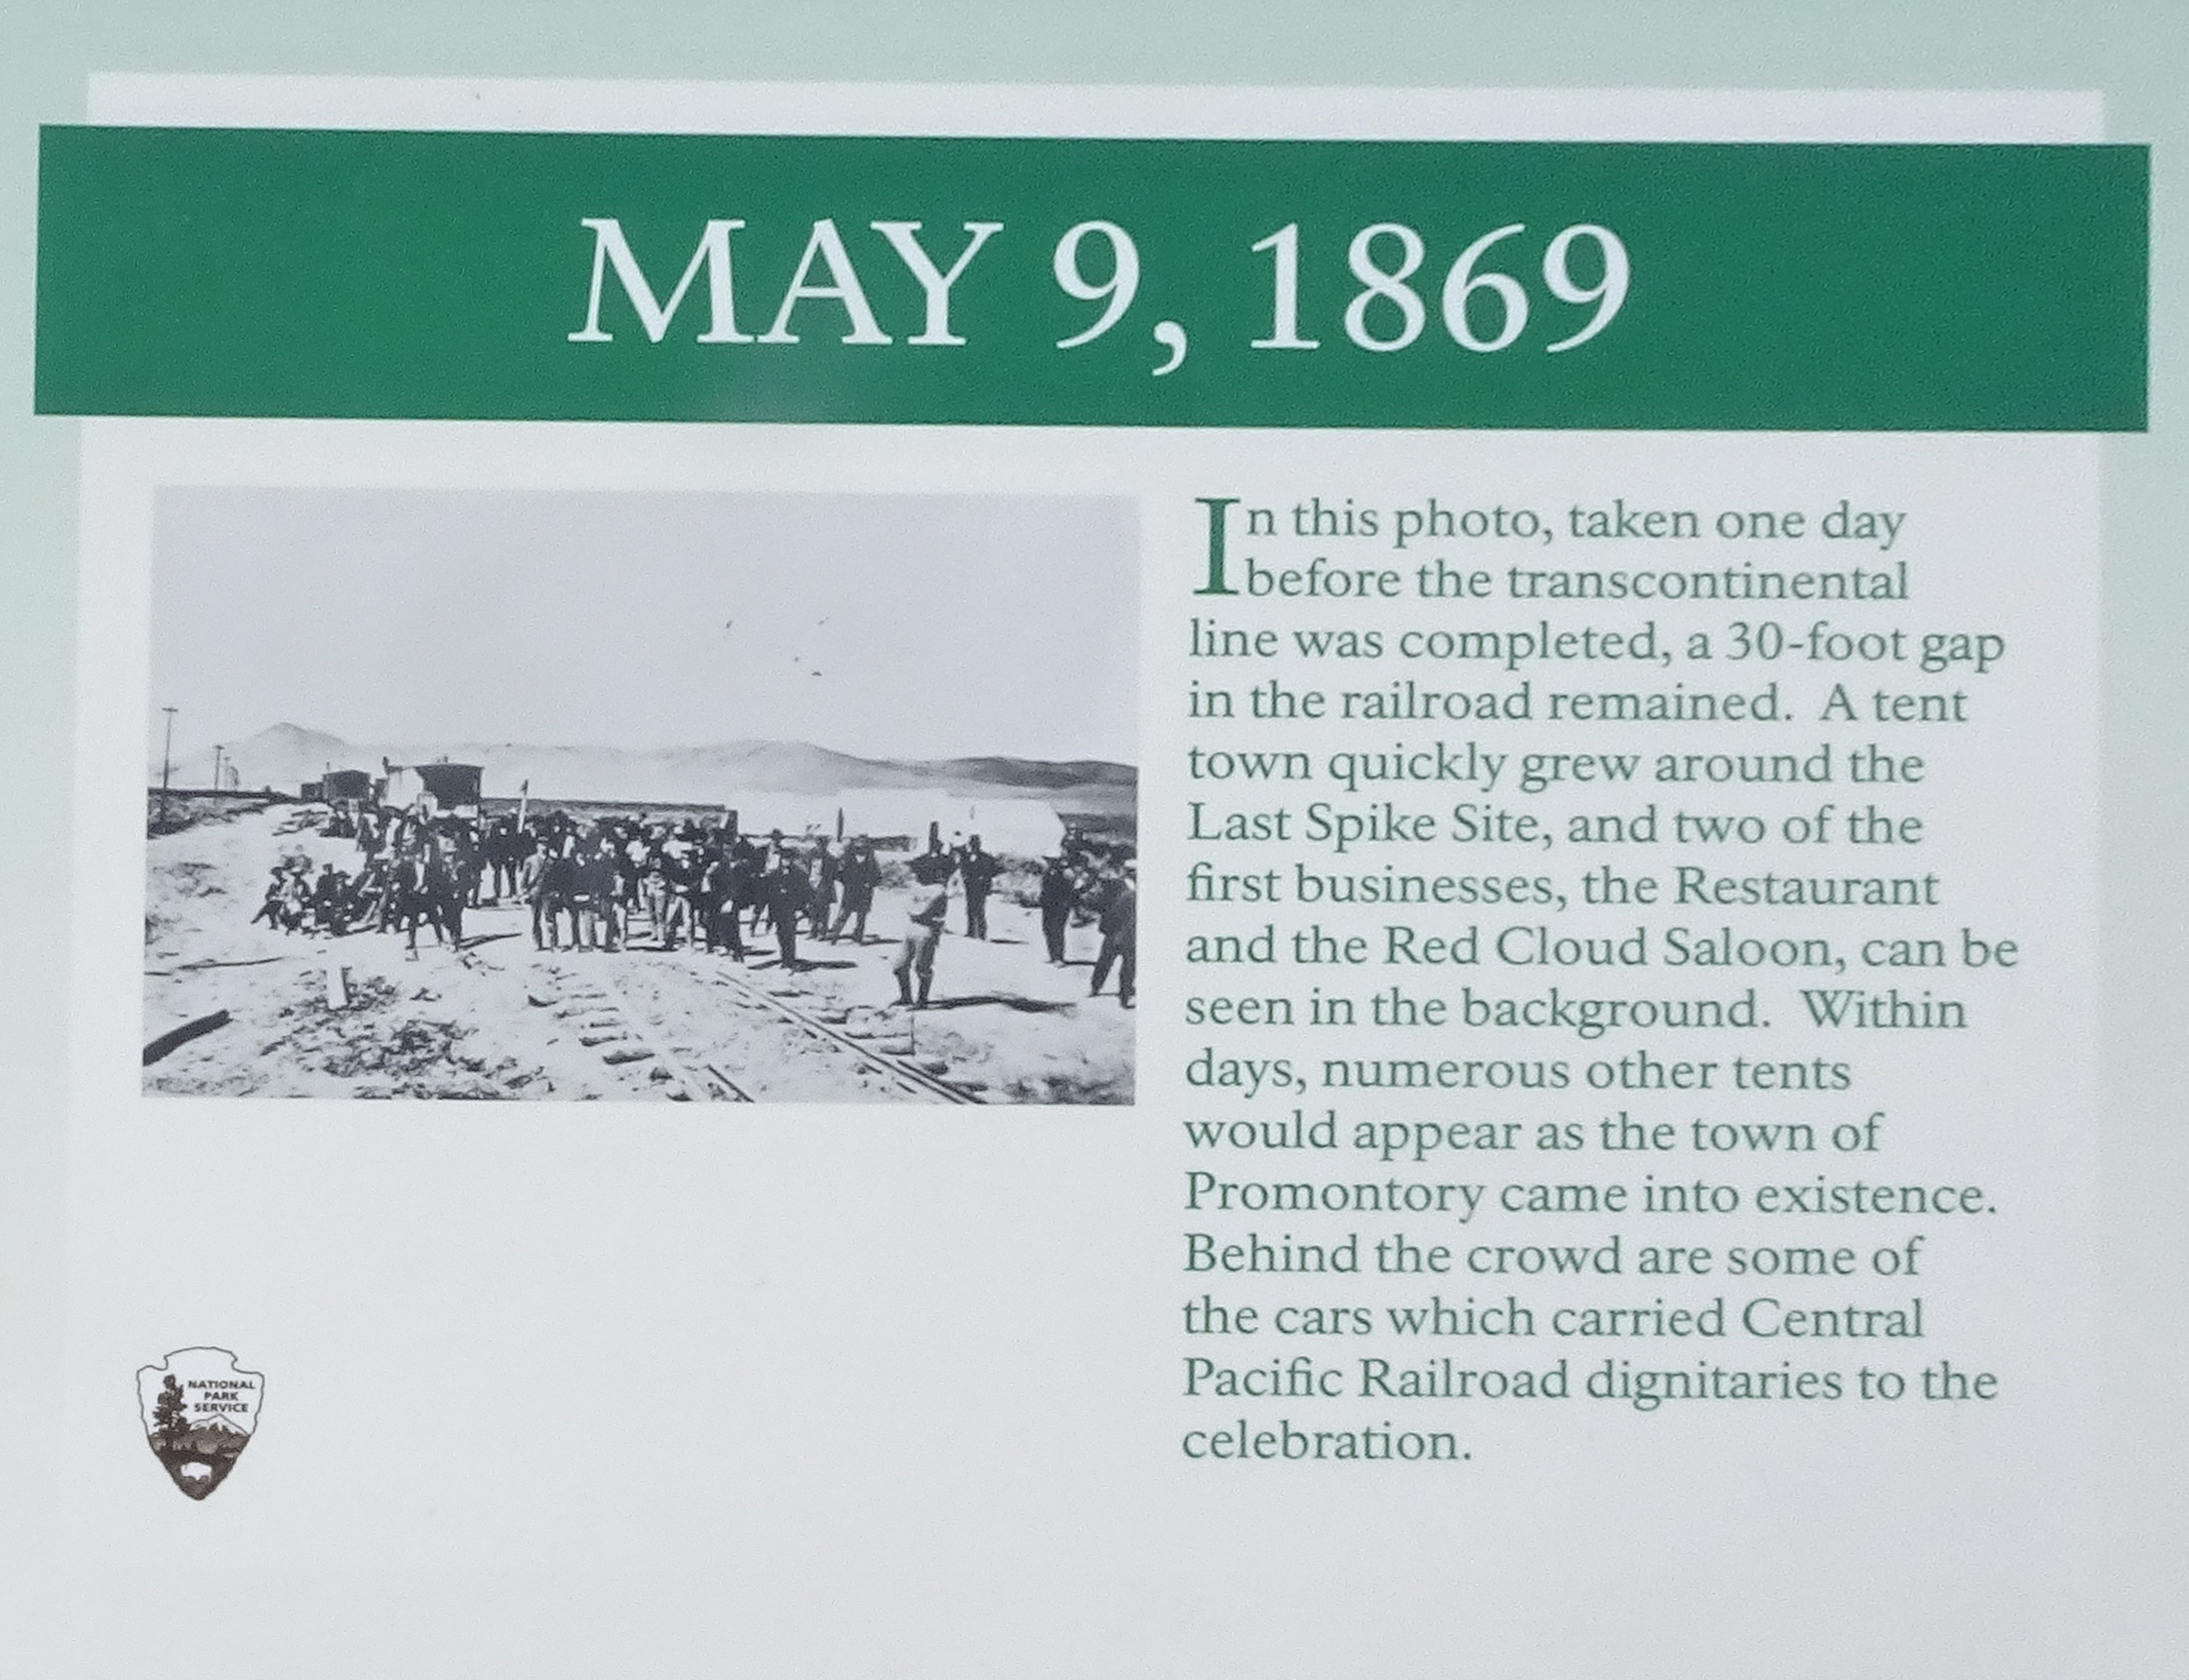 MAY 9, 1869
In this photo, taken one day
before the transcontinental
line was completed, a 30-foot gap
in the railroad remained.  A tent
town quickly grew around the
Last Spike Site, and two of the
first businesses, the Restaurant
and the Red Cloud Saloon, can be
seen in the background.  Within
days, numerous other tents
would appear as the town of
Promontory came into existence.
Behind the crowd are some of
the cars which carried Central
Pacific Railroad dignitaries to the
celebration.
NATIONAL
PARK
SERVICE